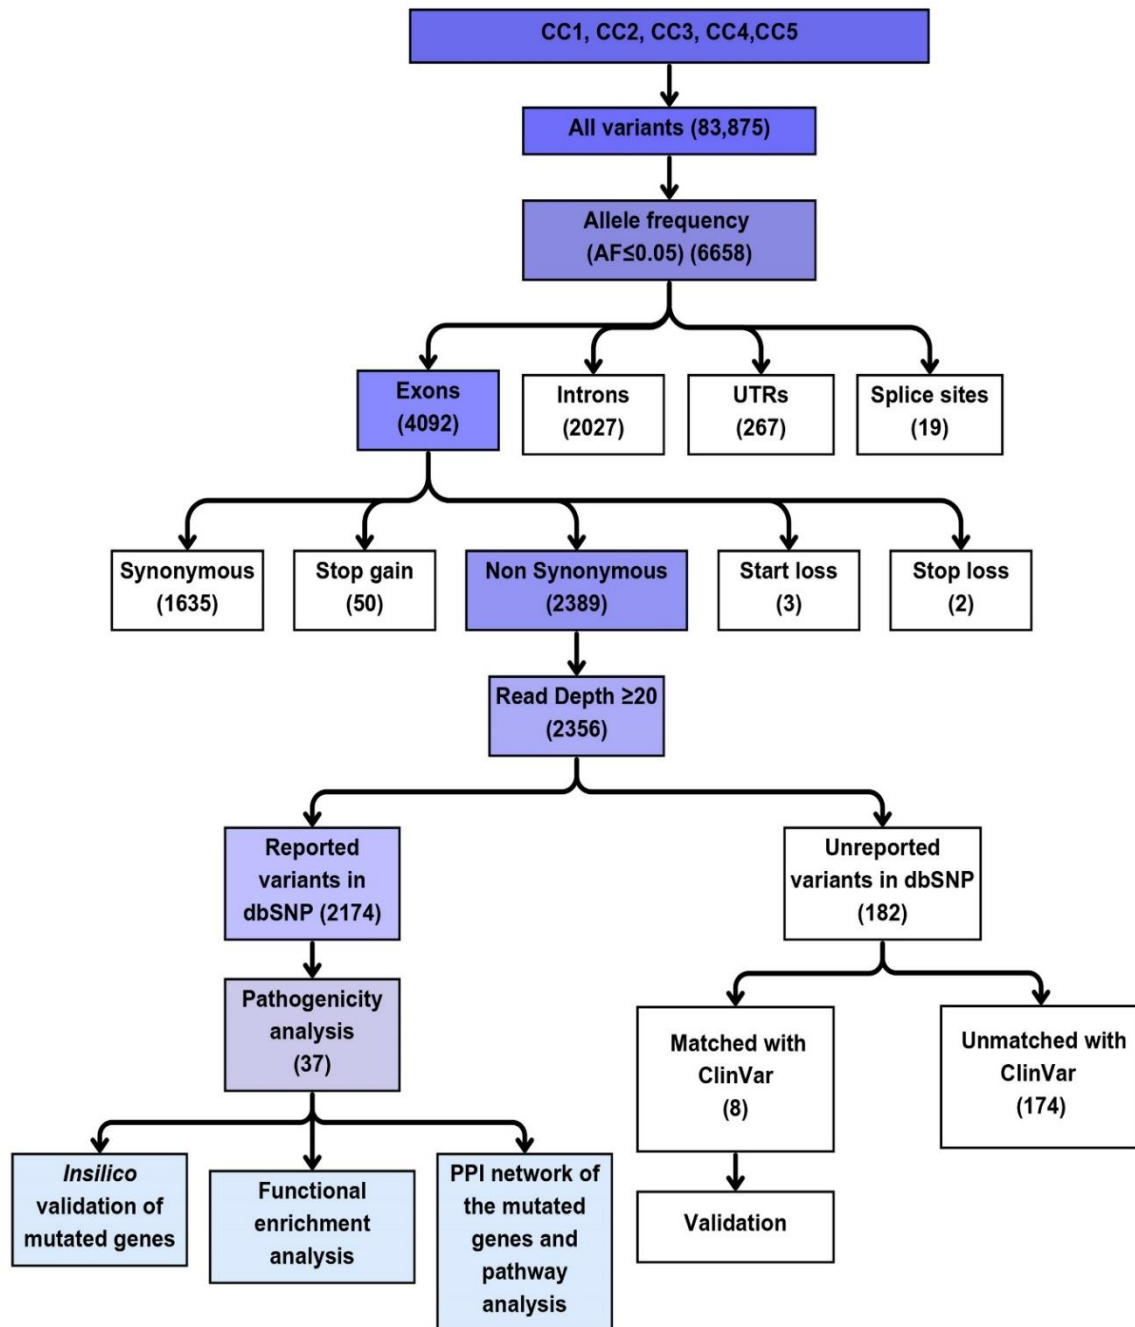 CC1, CC2, CC3, CC4,CC5
All variants (83,875)
Allele frequency
(AF≤0.05) (6658)
Exons
(4092)
Introns
(2027)
UTRs
(267)
Splice sites
(19)
Synonymous
(1635)
Stop gain
(50)
Non Synonymous
(2389)
Start loss
(3)
Stop loss
(2)
Read Depth ≥20
(2356)
Reported
variants in
dbSNP (2174)
Unreported
variants in dbSNP
(182)
Pathogenicity
analysis
(37)
Matched with
ClinVar
(8)
Unmatched with
ClinVar
(174)
Insilico
validation of
mutated genes
Functional
enrichment
analysis
PPI network of
the mutated
genes and
pathway
analysis
Validation